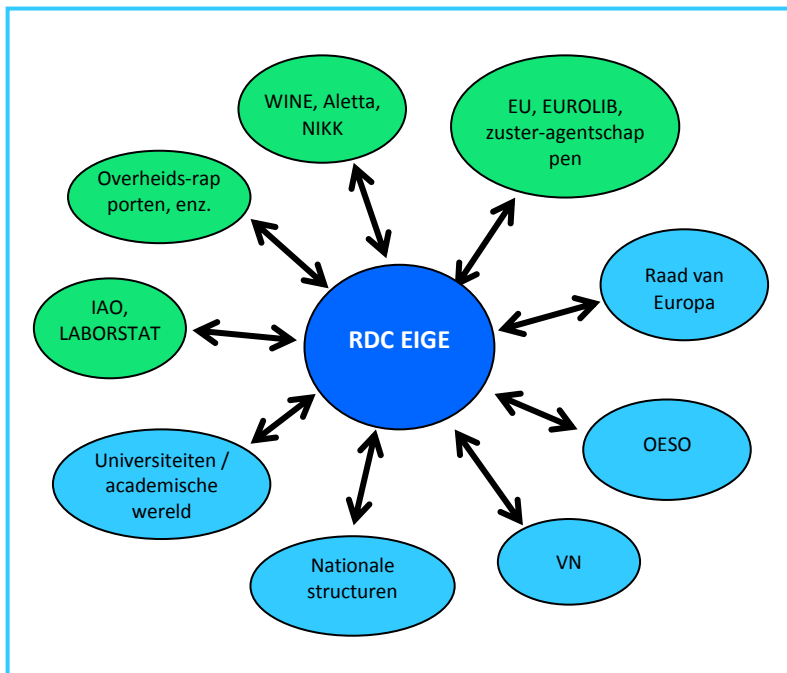 WINE, Aletta,
NIKK
EU, EUROLIB,
zuster-agentschap
pen
Overheids-rap
porten, enz.
Raad van
Europa
IAO,
LABORSTAT
RDC EIGE
OESO
Universiteiten /
academische
wereld
VN
Nationale
structuren